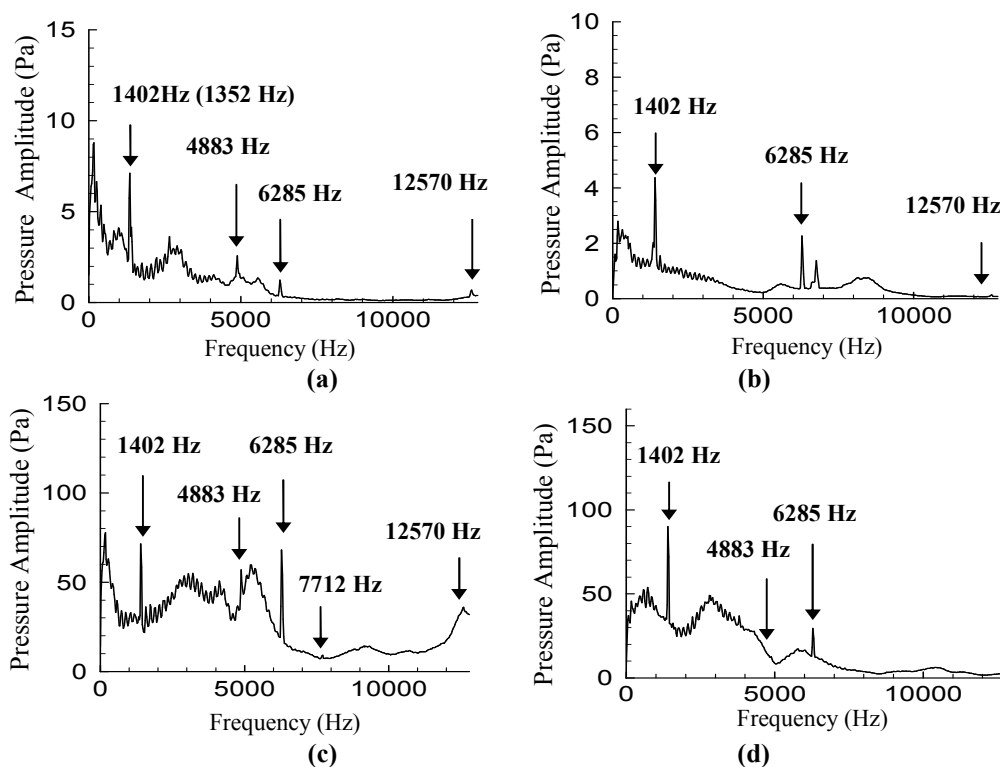 15
10
5
0
Pressure Amplitude (Pa)
1402Hz (1352 Hz)
4883 Hz
6285 Hz
12570 Hz
0 5000 10000
Frequency (Hz)
(a)
10
8
6
4
2
0
Pressure Amplitude (Pa)
1402 Hz
6285 Hz
12570 Hz
0 5000 10000
Frequency (Hz)
(b)
150
100
50
0
Pressure Amplitude (Pa)
1402 Hz
6285 Hz
4883 Hz
12570 Hz
7712 Hz
0 5000 10000
Frequency (Hz)
(c)
150
100
50
0
Pressure Amplitude (Pa)
1402 Hz
6285 Hz
4883 Hz
0 5000 10000
Frequency (Hz)
(d)